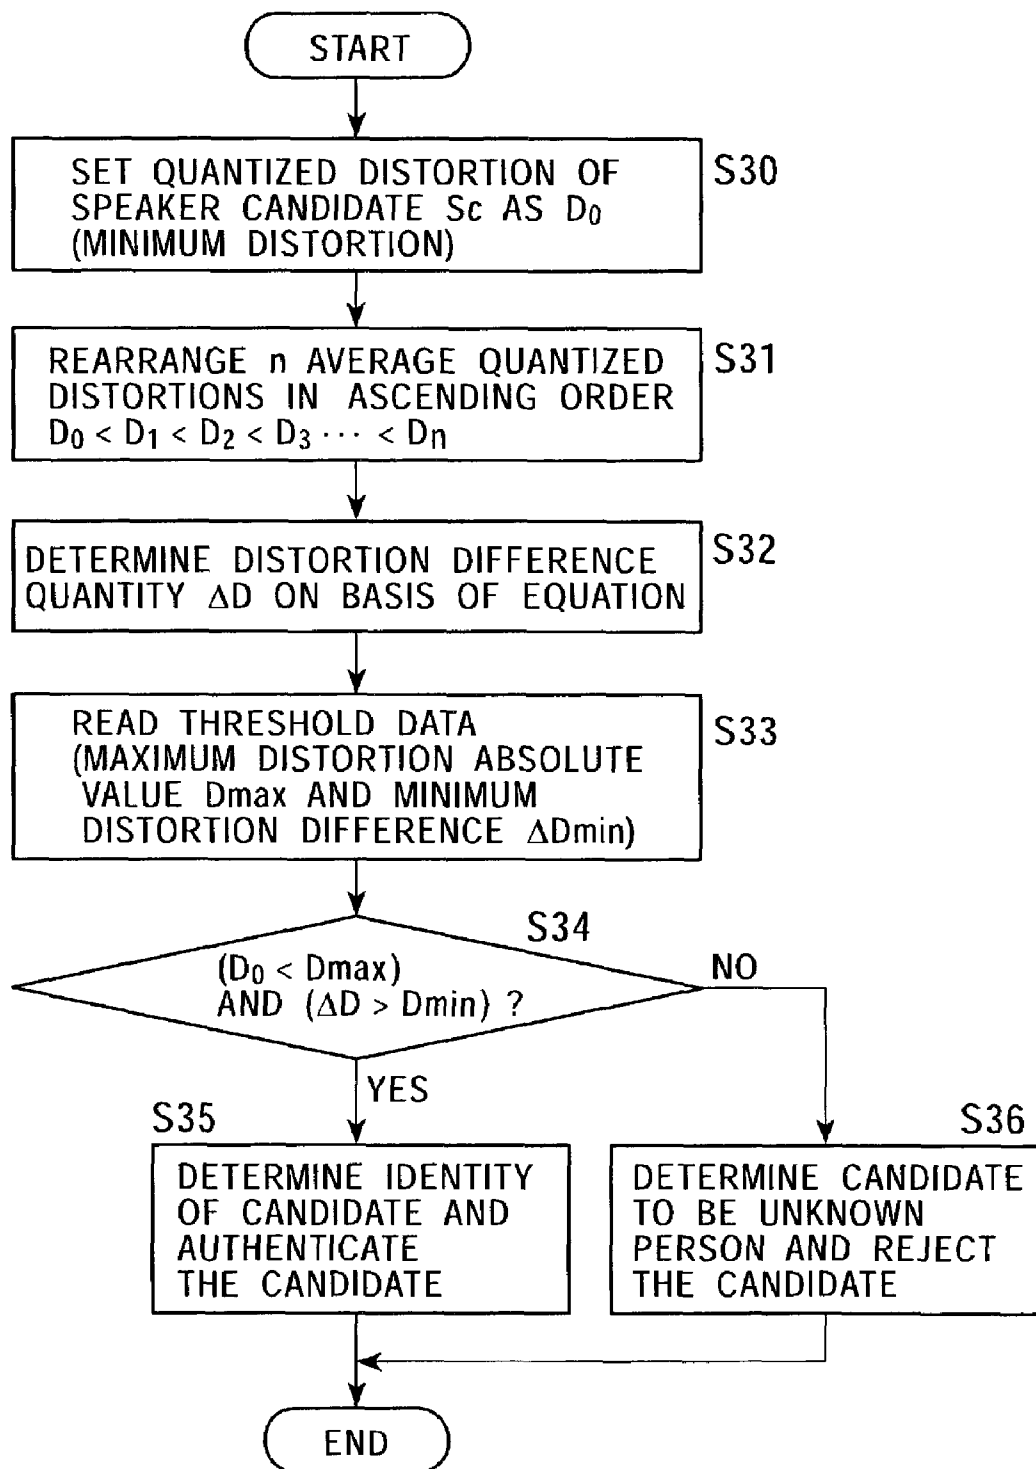 START
S30
SET QUANTIZED DISTORTION OF
SPEAKER CANDIDATE Sc AS D₀
(MINIMUM DISTORTION)
S31
REARRANGE n AVERAGE QUANTIZED
DISTORTIONS IN ASCENDING ORDER
D₀ < D₁ < D₂ < D₃ ··· < Dn
S32
DETERMINE DISTORTION DIFFERENCE
QUANTITY ΔD ON BASIS OF EQUATION
S33
READ THRESHOLD DATA
(MAXIMUM DISTORTION ABSOLUTE
VALUE Dmax AND MINIMUM
DISTORTION DIFFERENCE ΔDmin)
S34
(D₀ < Dmax)
AND (ΔD > Dmin) ?
NO
YES
S35
DETERMINE IDENTITY
OF CANDIDATE AND
AUTHENTICATE
THE CANDIDATE
S36
DETERMINE CANDIDATE
TO BE UNKNOWN
PERSON AND REJECT
THE CANDIDATE
END